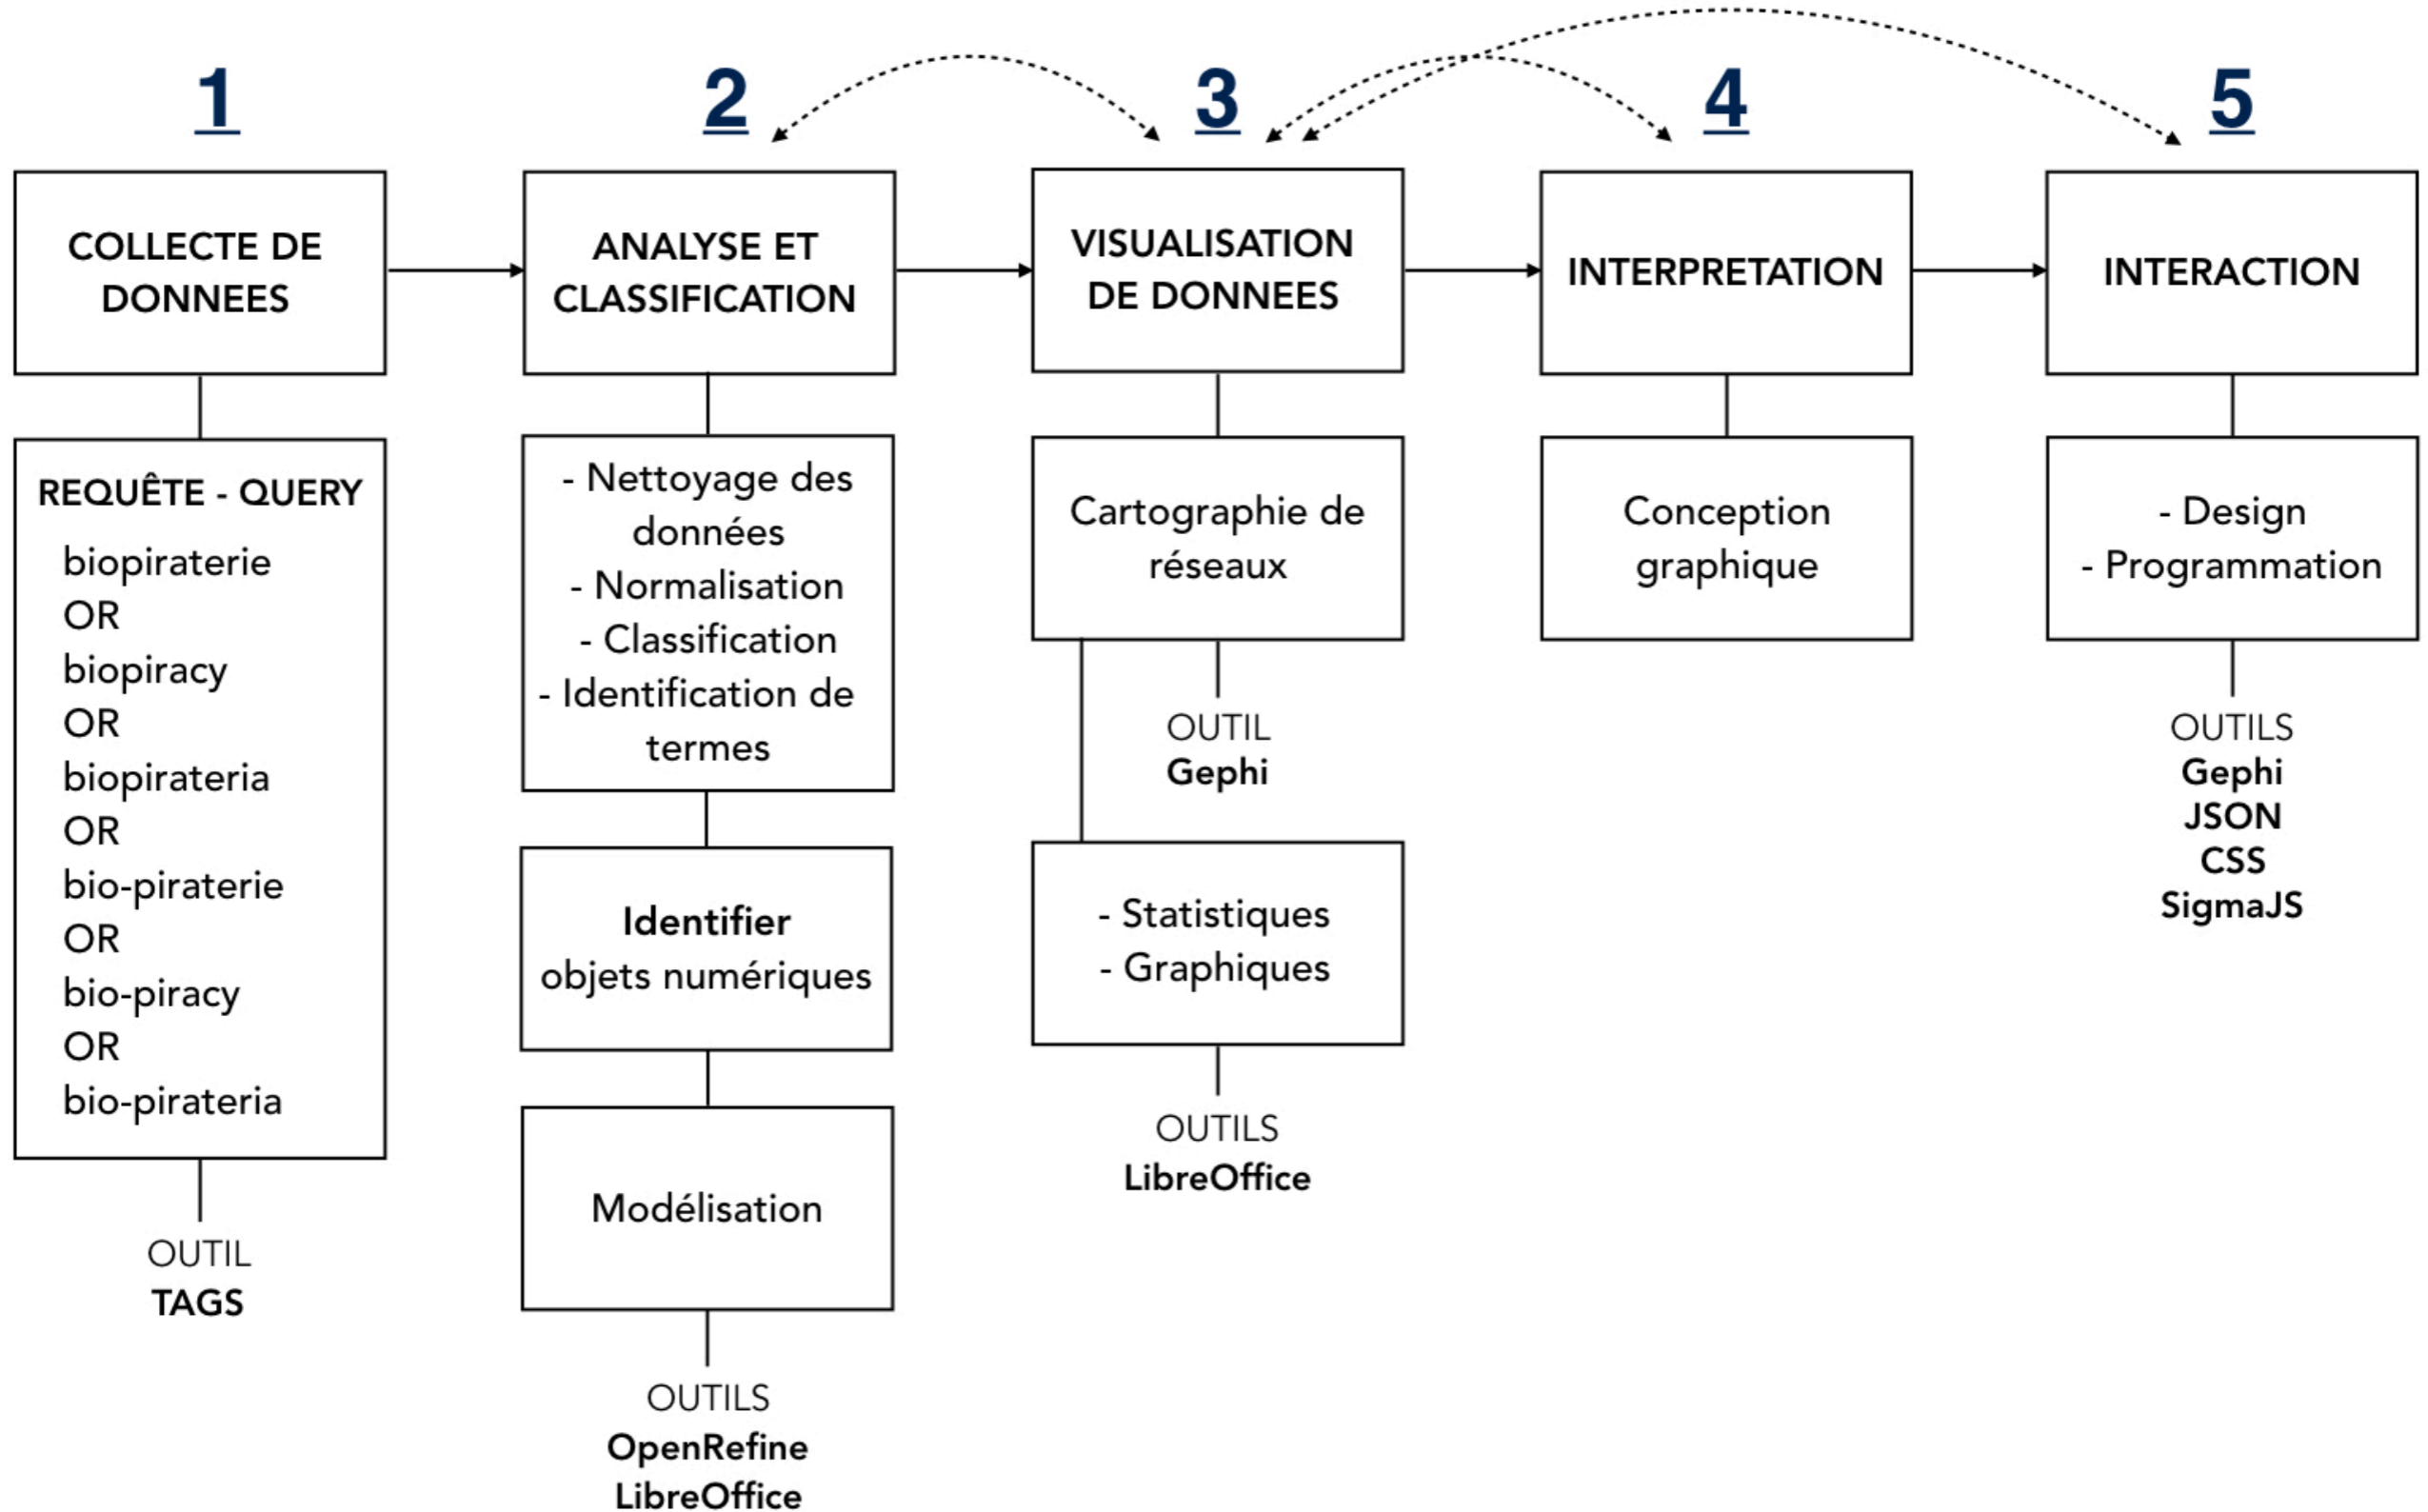 1
COLLECTE DE
DONNEES
REQUÊTE - QUERY
biopiraterie
OR
biopiracy
OR
biopirateria
OR
bio-piraterie
OR
bio-piracy
OR
bio-pirateria
OUTIL
TAGS
2
ANALYSE ET
CLASSIFICATION
- Nettoyage des
données
- Normalisation
- Classification
- Identification de
termes
Identifier
objets numériques
Modélisation
OUTILS
OpenRefine
LibreOffice
3
VISUALISATION
DE DONNEES
Cartographie de
réseaux
OUTIL
Gephi
- Statistiques
- Graphiques
OUTILS
LibreOffice
4
INTERPRETATION
Conception
graphique
5
INTERACTION
- Design
- Programmation
OUTILS
Gephi
JSON
CSS
SigmaJS